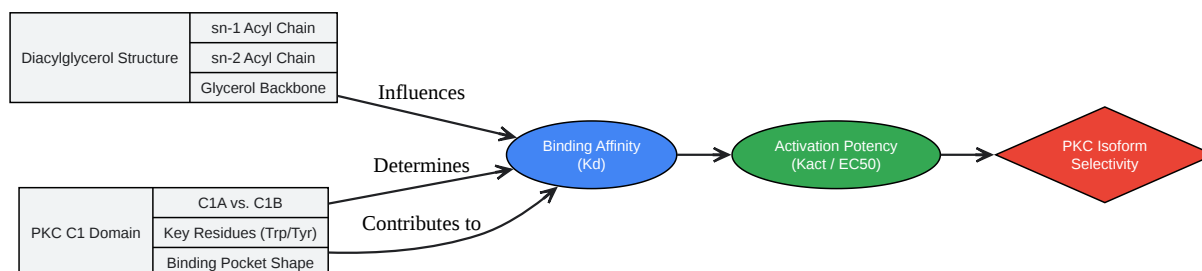 Diacylglycerol Structure
sn-1 Acyl Chain
sn-2 Acyl Chain
Glycerol Backbone
Influences
PKC C1 Domain
C1A vs. C1B
Key Residues (Trp/Tyr)
Binding Pocket Shape
Determines
Contributes to
Binding Affinity
(Kd)
Activation Potency
(Kact / EC50)
PKC Isoform
Selectivity